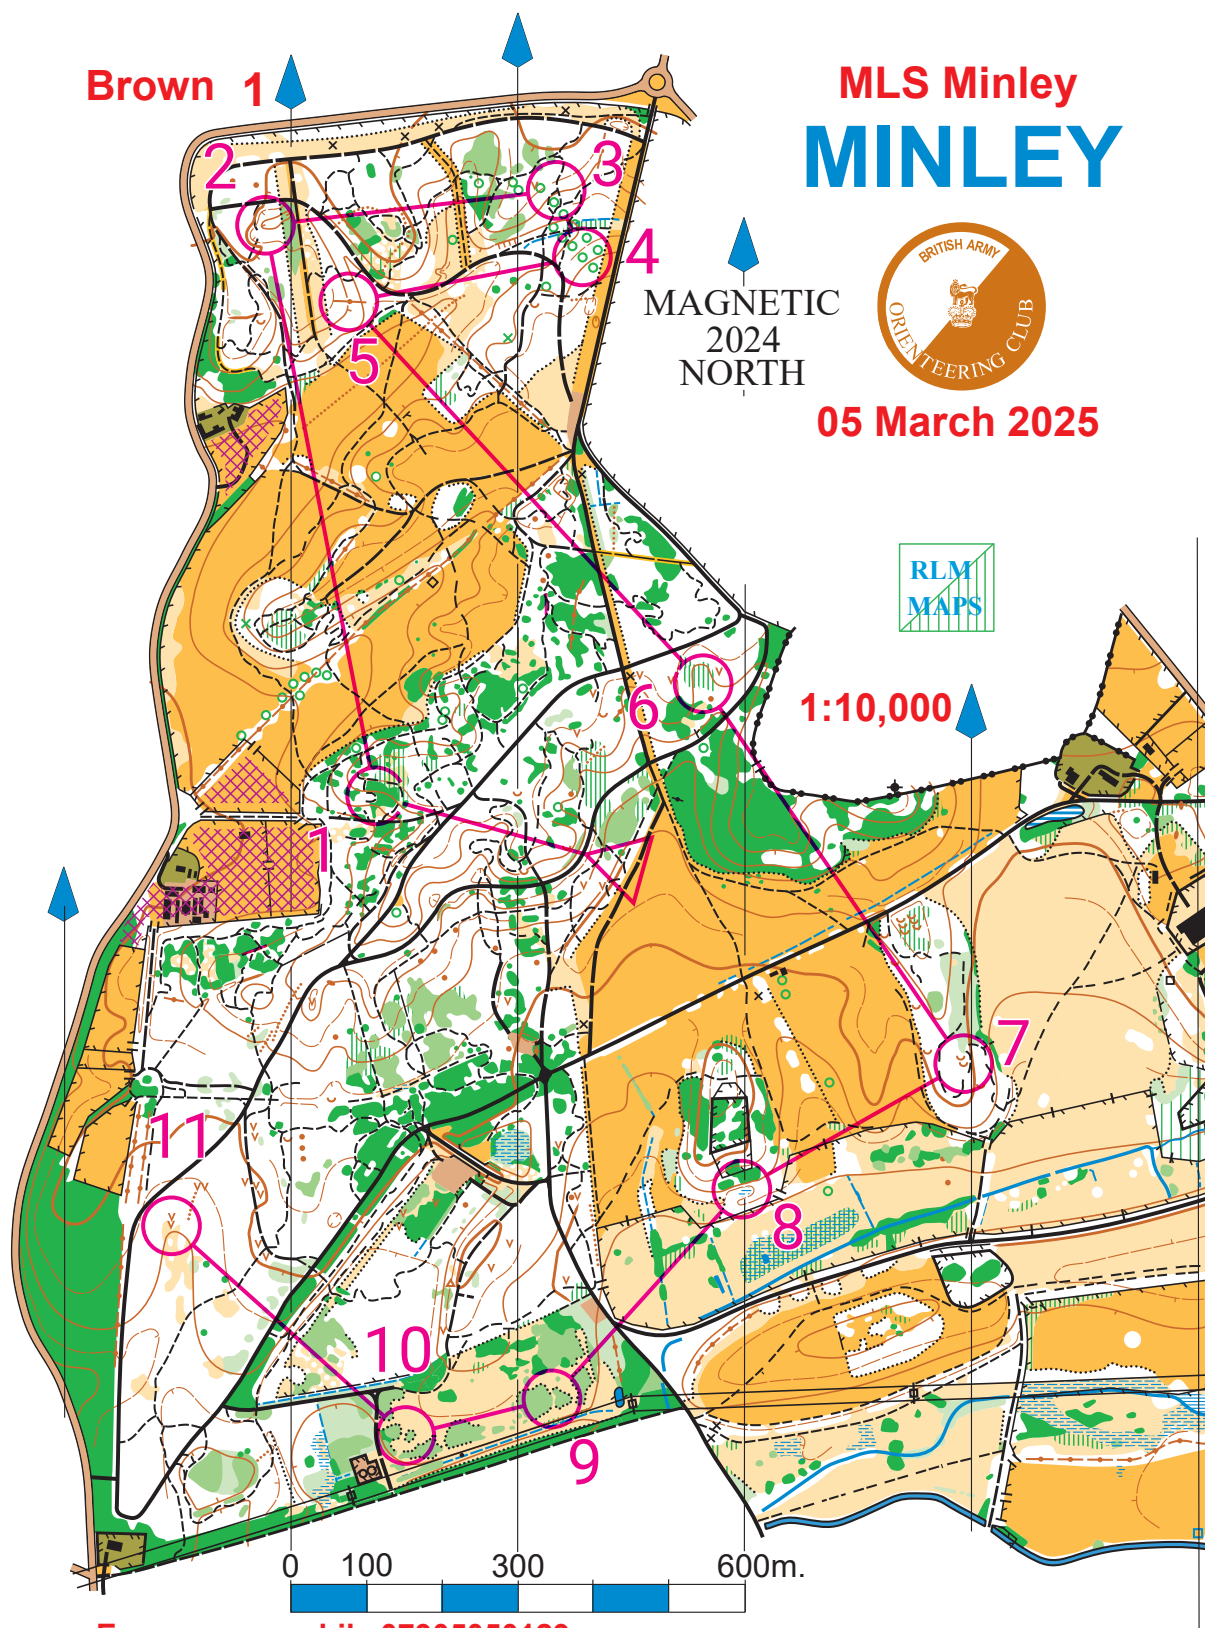 Brown 1
MLS Minley
MINLEY
2
3
BRITISH ARMY
ORIENTEERING CLUB
4
MAGNETIC
2024
NORTH
5
05 March 2025
RLM
MAPS
6
1:10,000
1
7
11
8
10
9
0 100 300 600m.